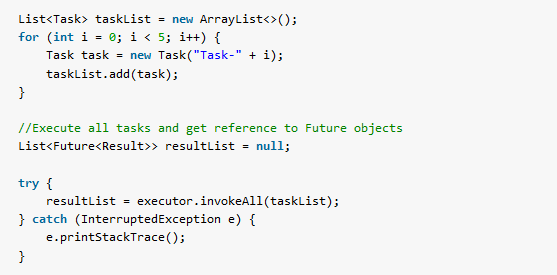 List<Task> taskList = new ArrayList<>();
for (int i = 0; i < 5; i++) {
    Task task = new Task("Task-" + i);
    taskList.add(task);
}

//Execute all tasks and get reference to Future objects
List<Future<Result>> resultList = null;

try {
    resultList = executor.invokeAll(taskList);
} catch (InterruptedException e) {
    e.printStackTrace();
}